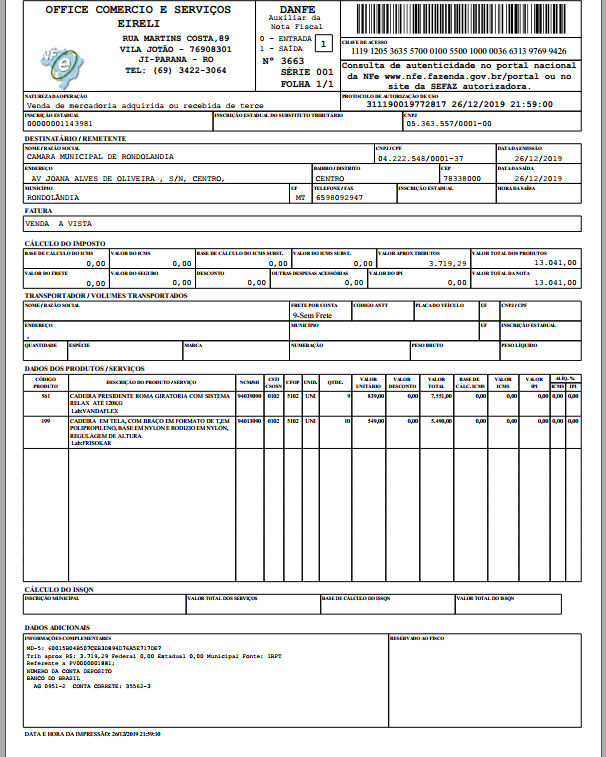 OFFICE COMERCIO E SERVIÇOS
EIRELI
RUA MARTINS COSTA,89
VILA JOTÃO - 76908301
JI-PARANA - RO
TEL: (69) 3422-3064
NFe
DANFE
Auxiliar da
Nota Fiscal
0 - ENTRADA
1 - SAÍDA
1
N° 3663
SÉRIE 001
FOLHA 1/1
CHAVE DE ACESSO
1119 1205 3635 5700 0100 5500 1000 0036 6313 9769 9426
Consulta de autenticidade no portal nacional
da NFe www.nfe.fazenda.gov.br/portal ou no
site da SEFAZ autorizadora.
NATUREZA DA OPERAÇÃO
Venda de mercadoria adquirida ou recebida de terce
PROTOCOLO DE AUTORIZAÇÃO DE USO
311190019772817 26/12/2019 21:59:00
INSCRIÇÃO ESTADUAL
00000001143981
INSCRIÇÃO ESTADUAL DO SUBSTITUTO TRIBUTÁRIO
CNPJ
05.363.557/0001-00
DESTINATÁRIO / REMETENTE
NOME / RAZÃO SOCIAL
CAMARA MUNICIPAL DE RONDOLANDIA
CNPJ/CPF
04.222.548/0001-37
DATA DA EMISSÃO
26/12/2019
ENDEREÇO
AV JOANA ALVES DE OLIVEIRA , S/N, CENTRO,
BAIRRO / DISTRITO
CENTRO
CEP
78338000
DATA DA SAÍDA
26/12/2019
MUNICÍPIO
RONDOLÂNDIA
UF
MT
TELEFONE / FAX
6598092947
INSCRIÇÃO ESTADUAL
HORA DA SAÍDA
FATURA
VENDA A VISTA
CÁLCULO DO IMPOSTO
BASE DE CÁLCULO DO ICMS
0,00
VALOR DO ICMS
0,00
BASE DE CÁLCULO DO ICMS SUBST.
0,00
VALOR DO ICMS SUBST.
0,00
VALOR APROX TRIBUTOS
3.719,29
VALOR TOTAL DOS PRODUTOS
13.041,00
VALOR DO FRETE
0,00
VALOR DO SEGURO
0,00
DESCONTO
0,00
OUTRAS DESPESAS ACESSÓRIAS
0,00
VALOR DO IPI
0,00
VALOR TOTAL DA NOTA
13.041,00
TRANSPORTADOR / VOLUMES TRANSPORTADOS
NOME / RAZÃO SOCIAL
FRETE POR CONTA
9-Sem Frete
CÓDIGO ANTT
PLACA DO VEÍCULO
UF
CNPJ / CPF
ENDEREÇO
,
MUNICÍPIO
UF
INSCRIÇÃO ESTADUAL
QUANTIDADE
ESPÉCIE
MARCA
NUMERAÇÃO
PESO BRUTO
PESO LÍQUIDO
DADOS DOS PRODUTOS / SERVIÇOS
CÓDIGO PRODUTO DESCRIÇÃO DO PRODUTO / SERVIÇO NCM/SH CST/CSOSN CFOP UNID. QTDE. VALOR UNITÁRIO VALOR DESCONTO VALOR TOTAL BASE DE CÁLC. ICMS VALOR ICMS VALOR IPI ALIQ. % ICMS IPI
561 CADEIRA PRESIDENTE ROMA GIRATORIA COM SISTEMA 94039090 0102 5102 UNI 9 839,00 0,00 7.551,00 0,00 0,00 0,00 0,00 0,00
RELAX ATÉ 120KG
Lab:VANDAFLEX
199 CADEIRA EM TELA, COM BRAÇO EM FORMATO DE T,EM 94013090 0102 5102 UNI 10 549,00 0,00 5.490,00 0,00 0,00 0,00 0,00 0,00
POLIPROPILENO, BASE EM NYLON E RODIZIO EM NYLON,
REGULAGEM DE ALTURA
Lab:FRISOKAR
CÁLCULO DO ISSQN
INSCRIÇÃO MUNICIPAL
VALOR TOTAL DOS SERVIÇOS
BASE DE CÁLCULO DO ISSQN
VALOR TOTAL DO ISSQN
DADOS ADICIONAIS
INFORMAÇÕES COMPLEMENTARES
RESERVADO AO FISCO
MD-5: 60015B04B5D7CEB3D894D76A5E717DE7
Trib aprox R$: 3.719,29 Federal 0,00 Estadual 0,00 Municipal Fonte: IBPT
Referente a PV0000001881;
NUMERO DA CONTA DEPOSITO
BANCO DO BRASIL
AG 0951-2 CONTA CORRETE: 35562-3
DATA E HORA DA IMPRESSÃO: 26/12/2019 21:59:10